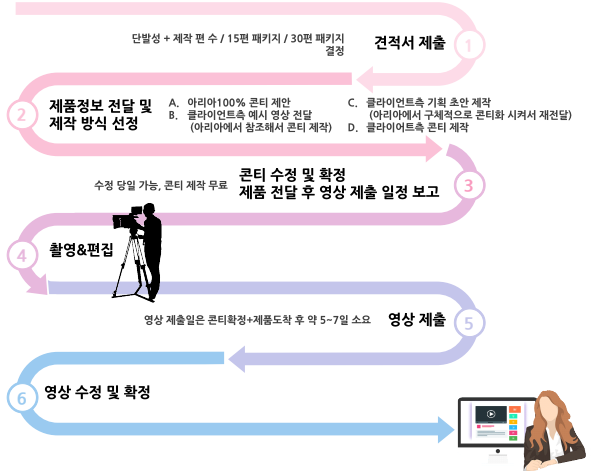 단발성 + 제작 편 수 / 15편 패키지 / 30편 패키지
결정
견적서 제출
1
2
제품정보 전달 및
제작 방식 선정
A. 아리아100% 콘티 제안
B. 클라이언트측 예시 영상 전달
(아리아에서 참조해서 콘티 제작)
C. 클라이언트측 기획 초안 제작
(아리아에서 구체적으로 콘티화 시켜서 재전달)
D. 클라이어트측 콘티 제작
수정 당일 가능, 콘티 제작 무료
콘티 수정 및 확정
제품 전달 후 영상 제출 일정 보고
3
4
촬영&편집
영상 제출일은 콘티확정+제품도착 후 약 5~7일 소요
영상 제출
5
6
영상 수정 및 확정